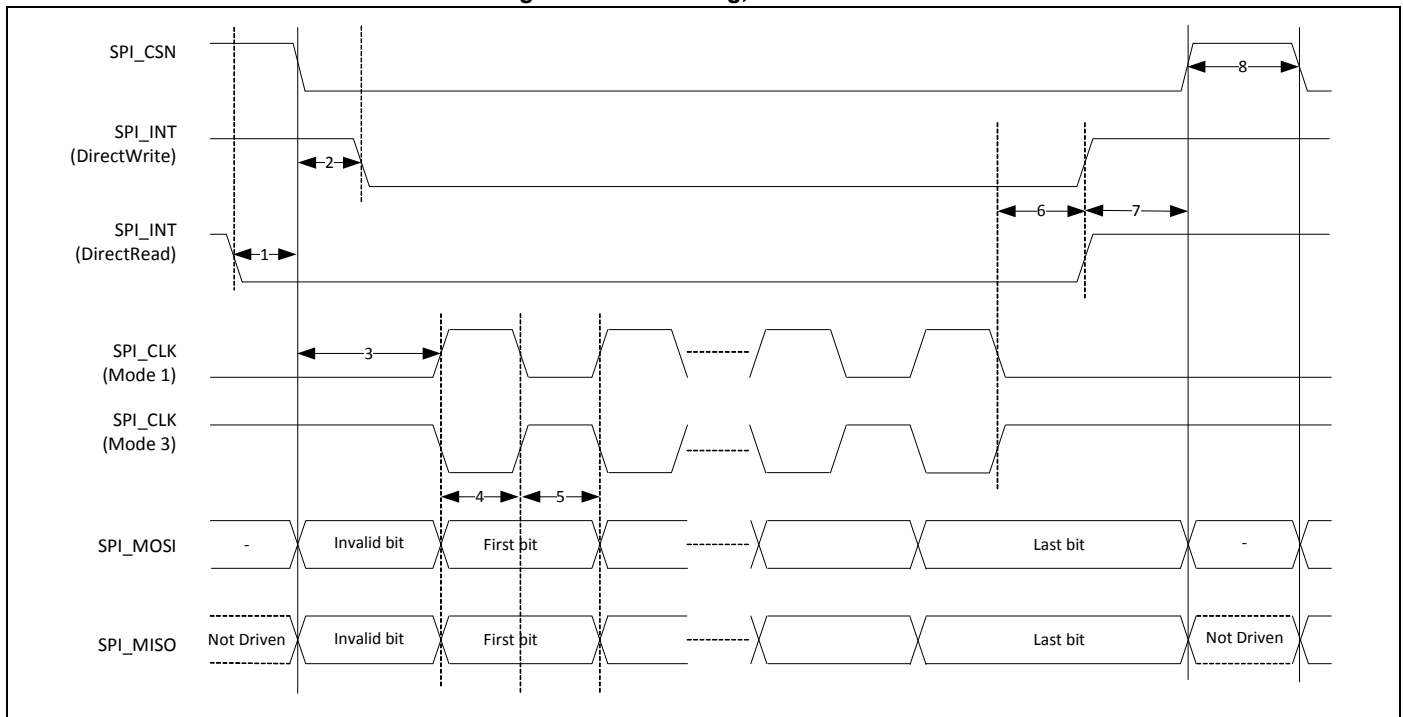 SPI_CSN
8
SPI_INT
(DirectWrite)
2
6
7
SPI_INT
(DirectRead)
1
SPI_CLK
(Mode 1)
3
SPI_CLK
(Mode 3)
4
5
SPI_MOSI
-
Invalid bit
First bit
Last bit
-
SPI_MISO
Not Driven
Invalid bit
First bit
Last bit
Not Driven